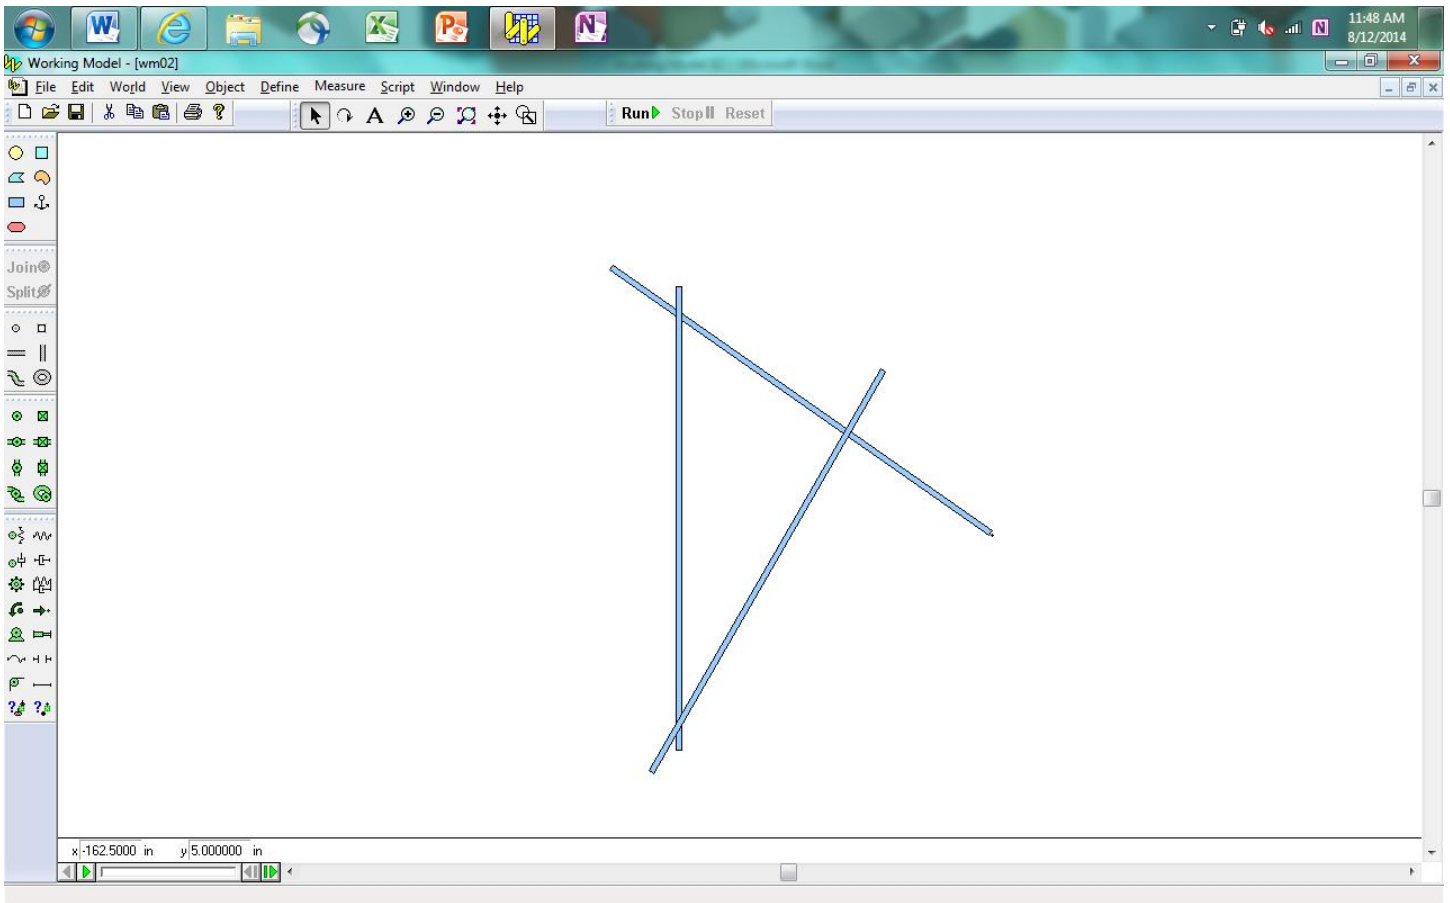 11:48 AM
8/12/2014
Working Model - [wm02]
File Edit World View Object Define Measure Script Window Help
Run Stop Reset
Join
Split
x -162.5000 in y 5.000000 in